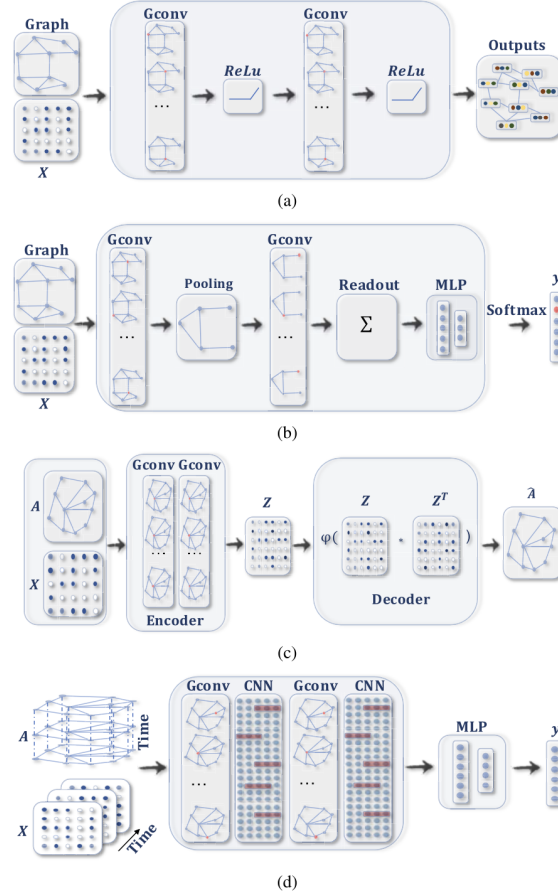 Graph
Gconv
Gconv
ReLu
ReLu
Outputs
...
...
X
(a)
Graph
Gconv
Gconv
Pooling
Readout
MLP
Softmax
y
Σ
...
...
X
(b)
Gconv Gconv
A
Z
Z
Z^T
Â
φ(
.
)
X
...
...
Encoder
Decoder
(c)
Gconv
CNN
Gconv
CNN
A
Time
MLP
y
...
...
X
Time
(d)